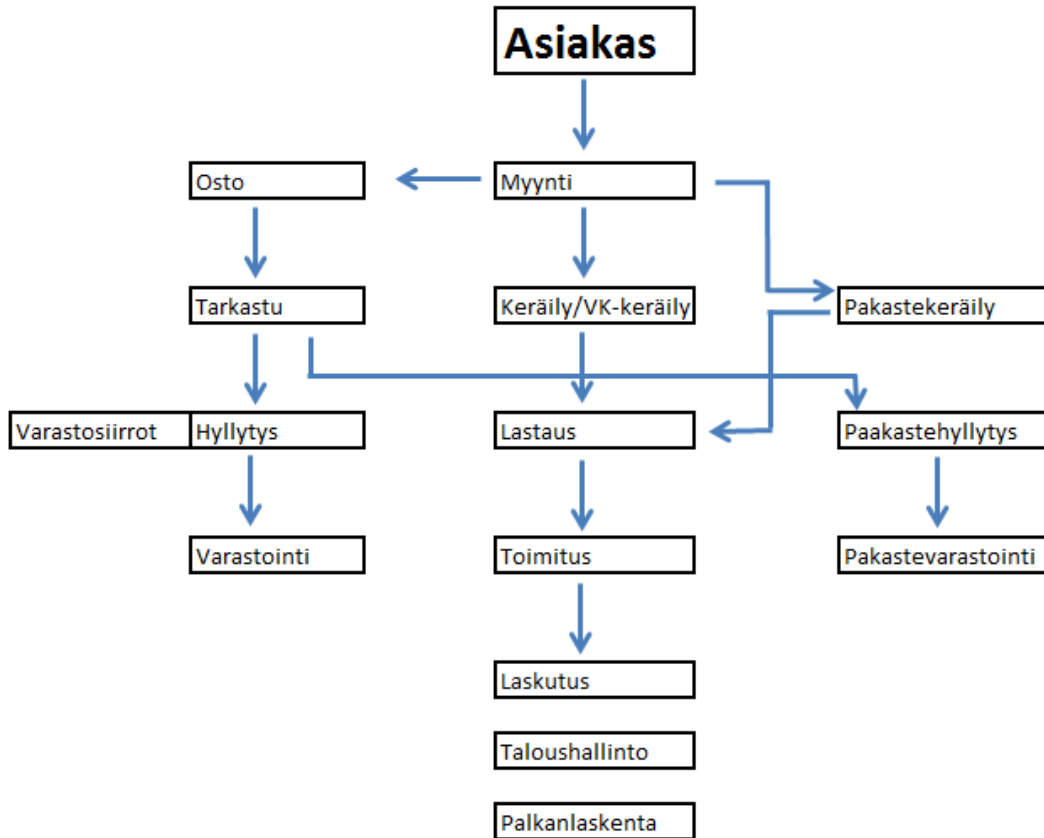 Asiakas
Osto
Myynti
Tarkastu
Keräily/VK-keräily
Pakastekeräily
Varastosiirrot
Hyllytys
Lastaus
Paakastehyllytys
Varastointi
Toimitus
Pakastevarastointi
Laskutus
Taloushallinto
Palkanlaskenta